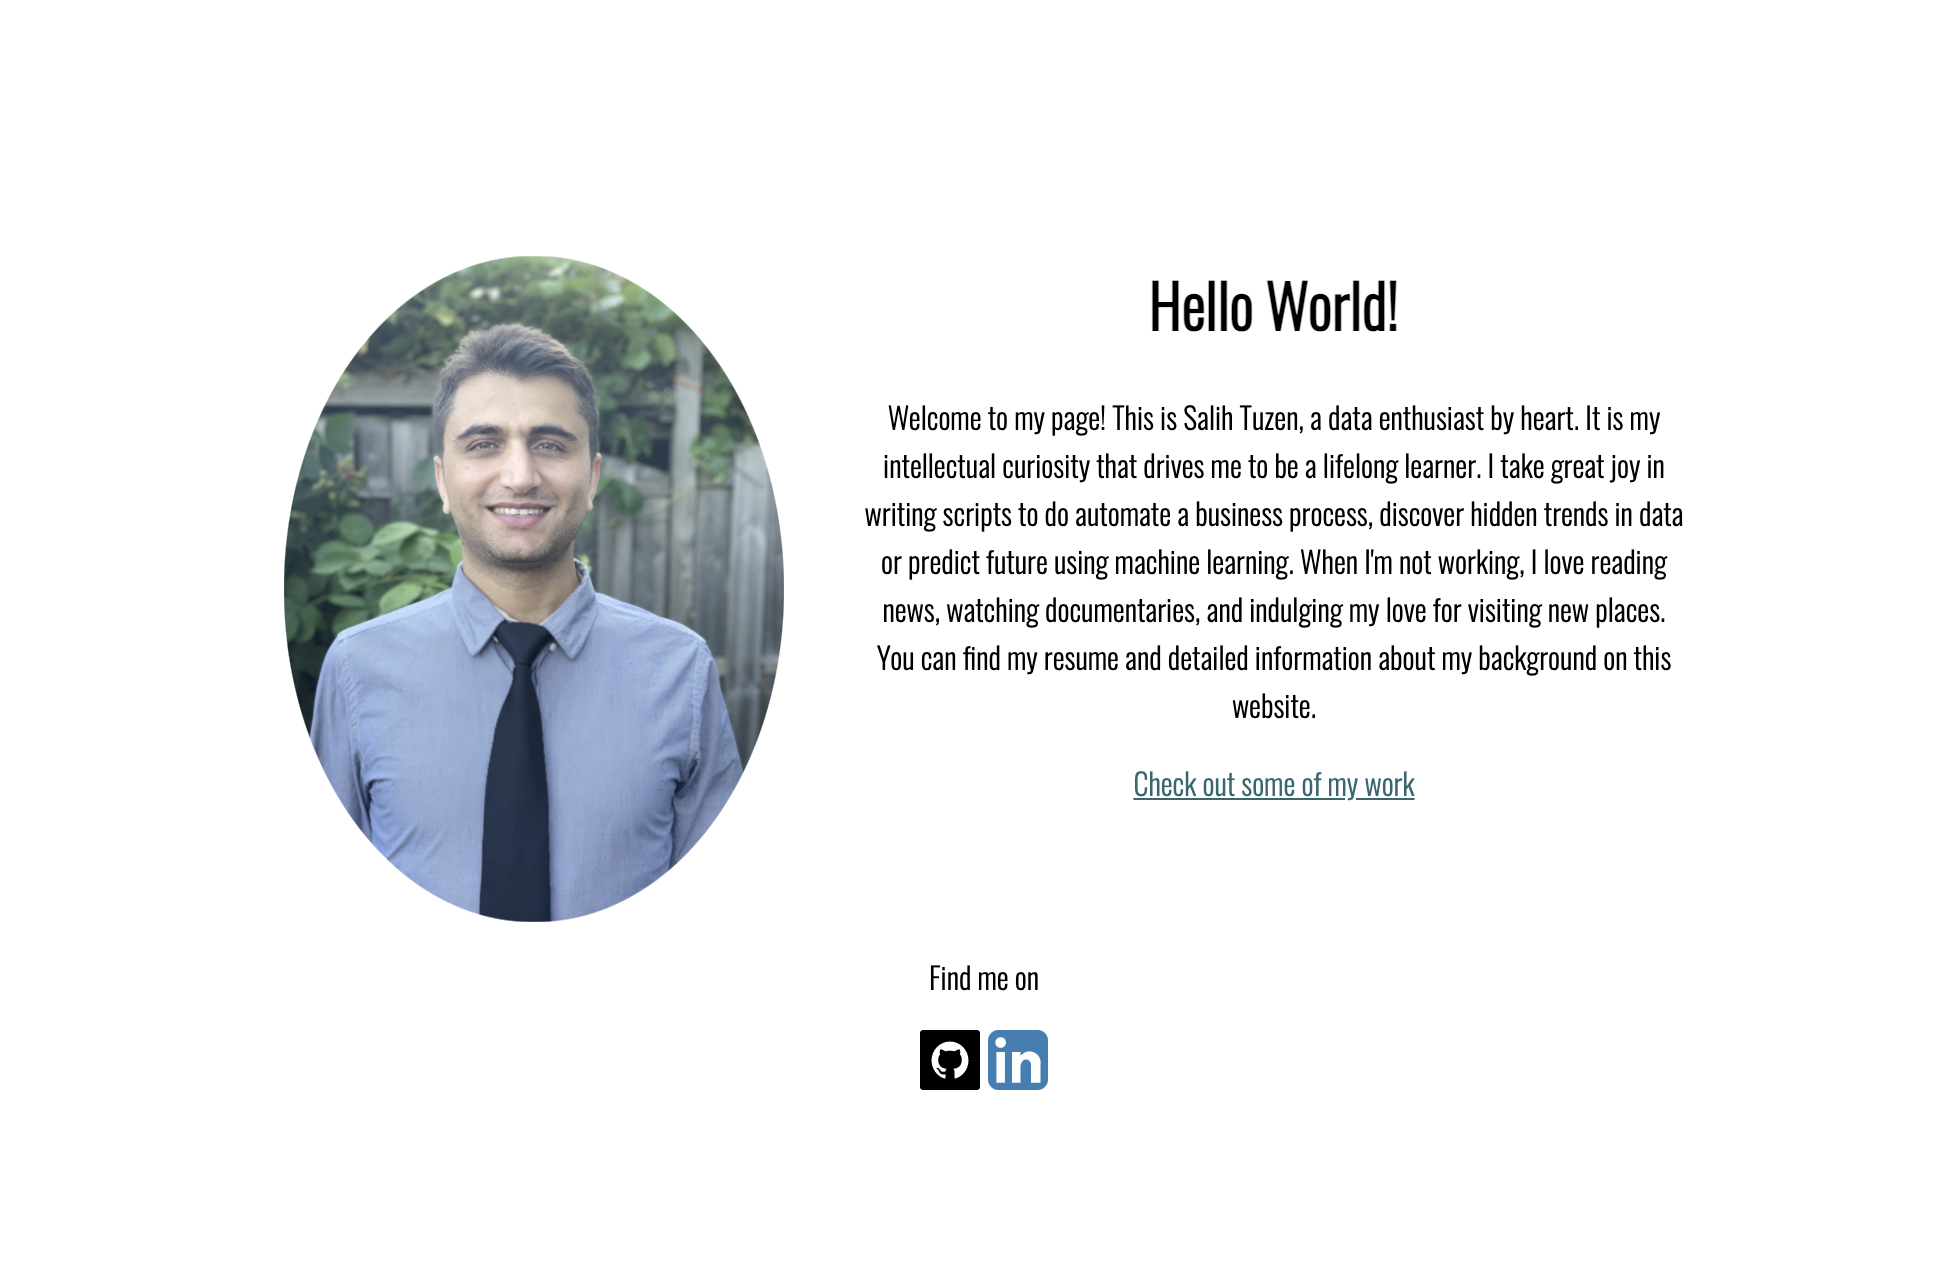 Hello World!
Welcome to my page! This is Salih Tuzen, a data enthusiast by heart. It is my
intellectual curiosity that drives me to be a lifelong learner. I take great joy in
writing scripts to do automate a business process, discover hidden trends in data
or predict future using machine learning. When I'm not working, I love reading
news, watching documentaries, and indulging my love for visiting new places.
You can find my resume and detailed information about my background on this
website.
Check out some of my work
Find me on
in